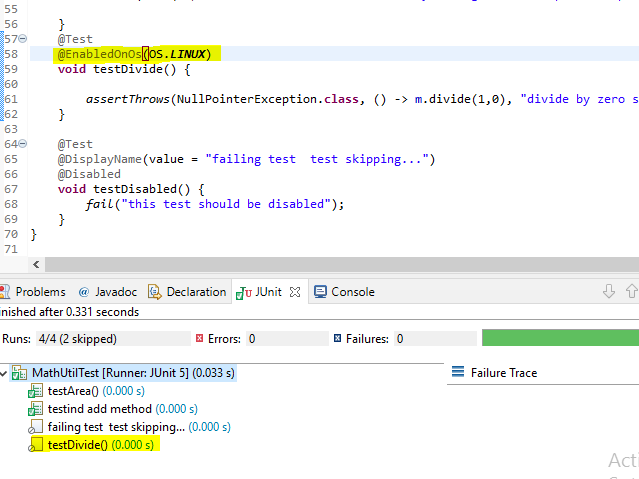 55
56 }
57 @Test
58 @EnabledOnOs(OS.LINUX)
59 void testDivide() {
60
61 assertThrows(NullPointerException.class, () -> m.divide(1,0), "divide by zero s
62 }
63
64 @Test
65 @DisplayName(value = "failing test  test skipping...")
66 @Disabled
67 void testDisabled() {
68 fail("this test should be disabled");
69 }
70 }
71
Problems @ Javadoc Declaration JUnit Console
inished after 0.331 seconds
Runs: 4/4 (2 skipped) Errors: 0 Failures: 0
MathUtilTest [Runner: JUnit 5] (0.033 s) Failure Trace
testArea() (0.000 s)
testind add method (0.000 s)
failing test  test skipping... (0.000 s)
testDivide() (0.000 s)
Acti